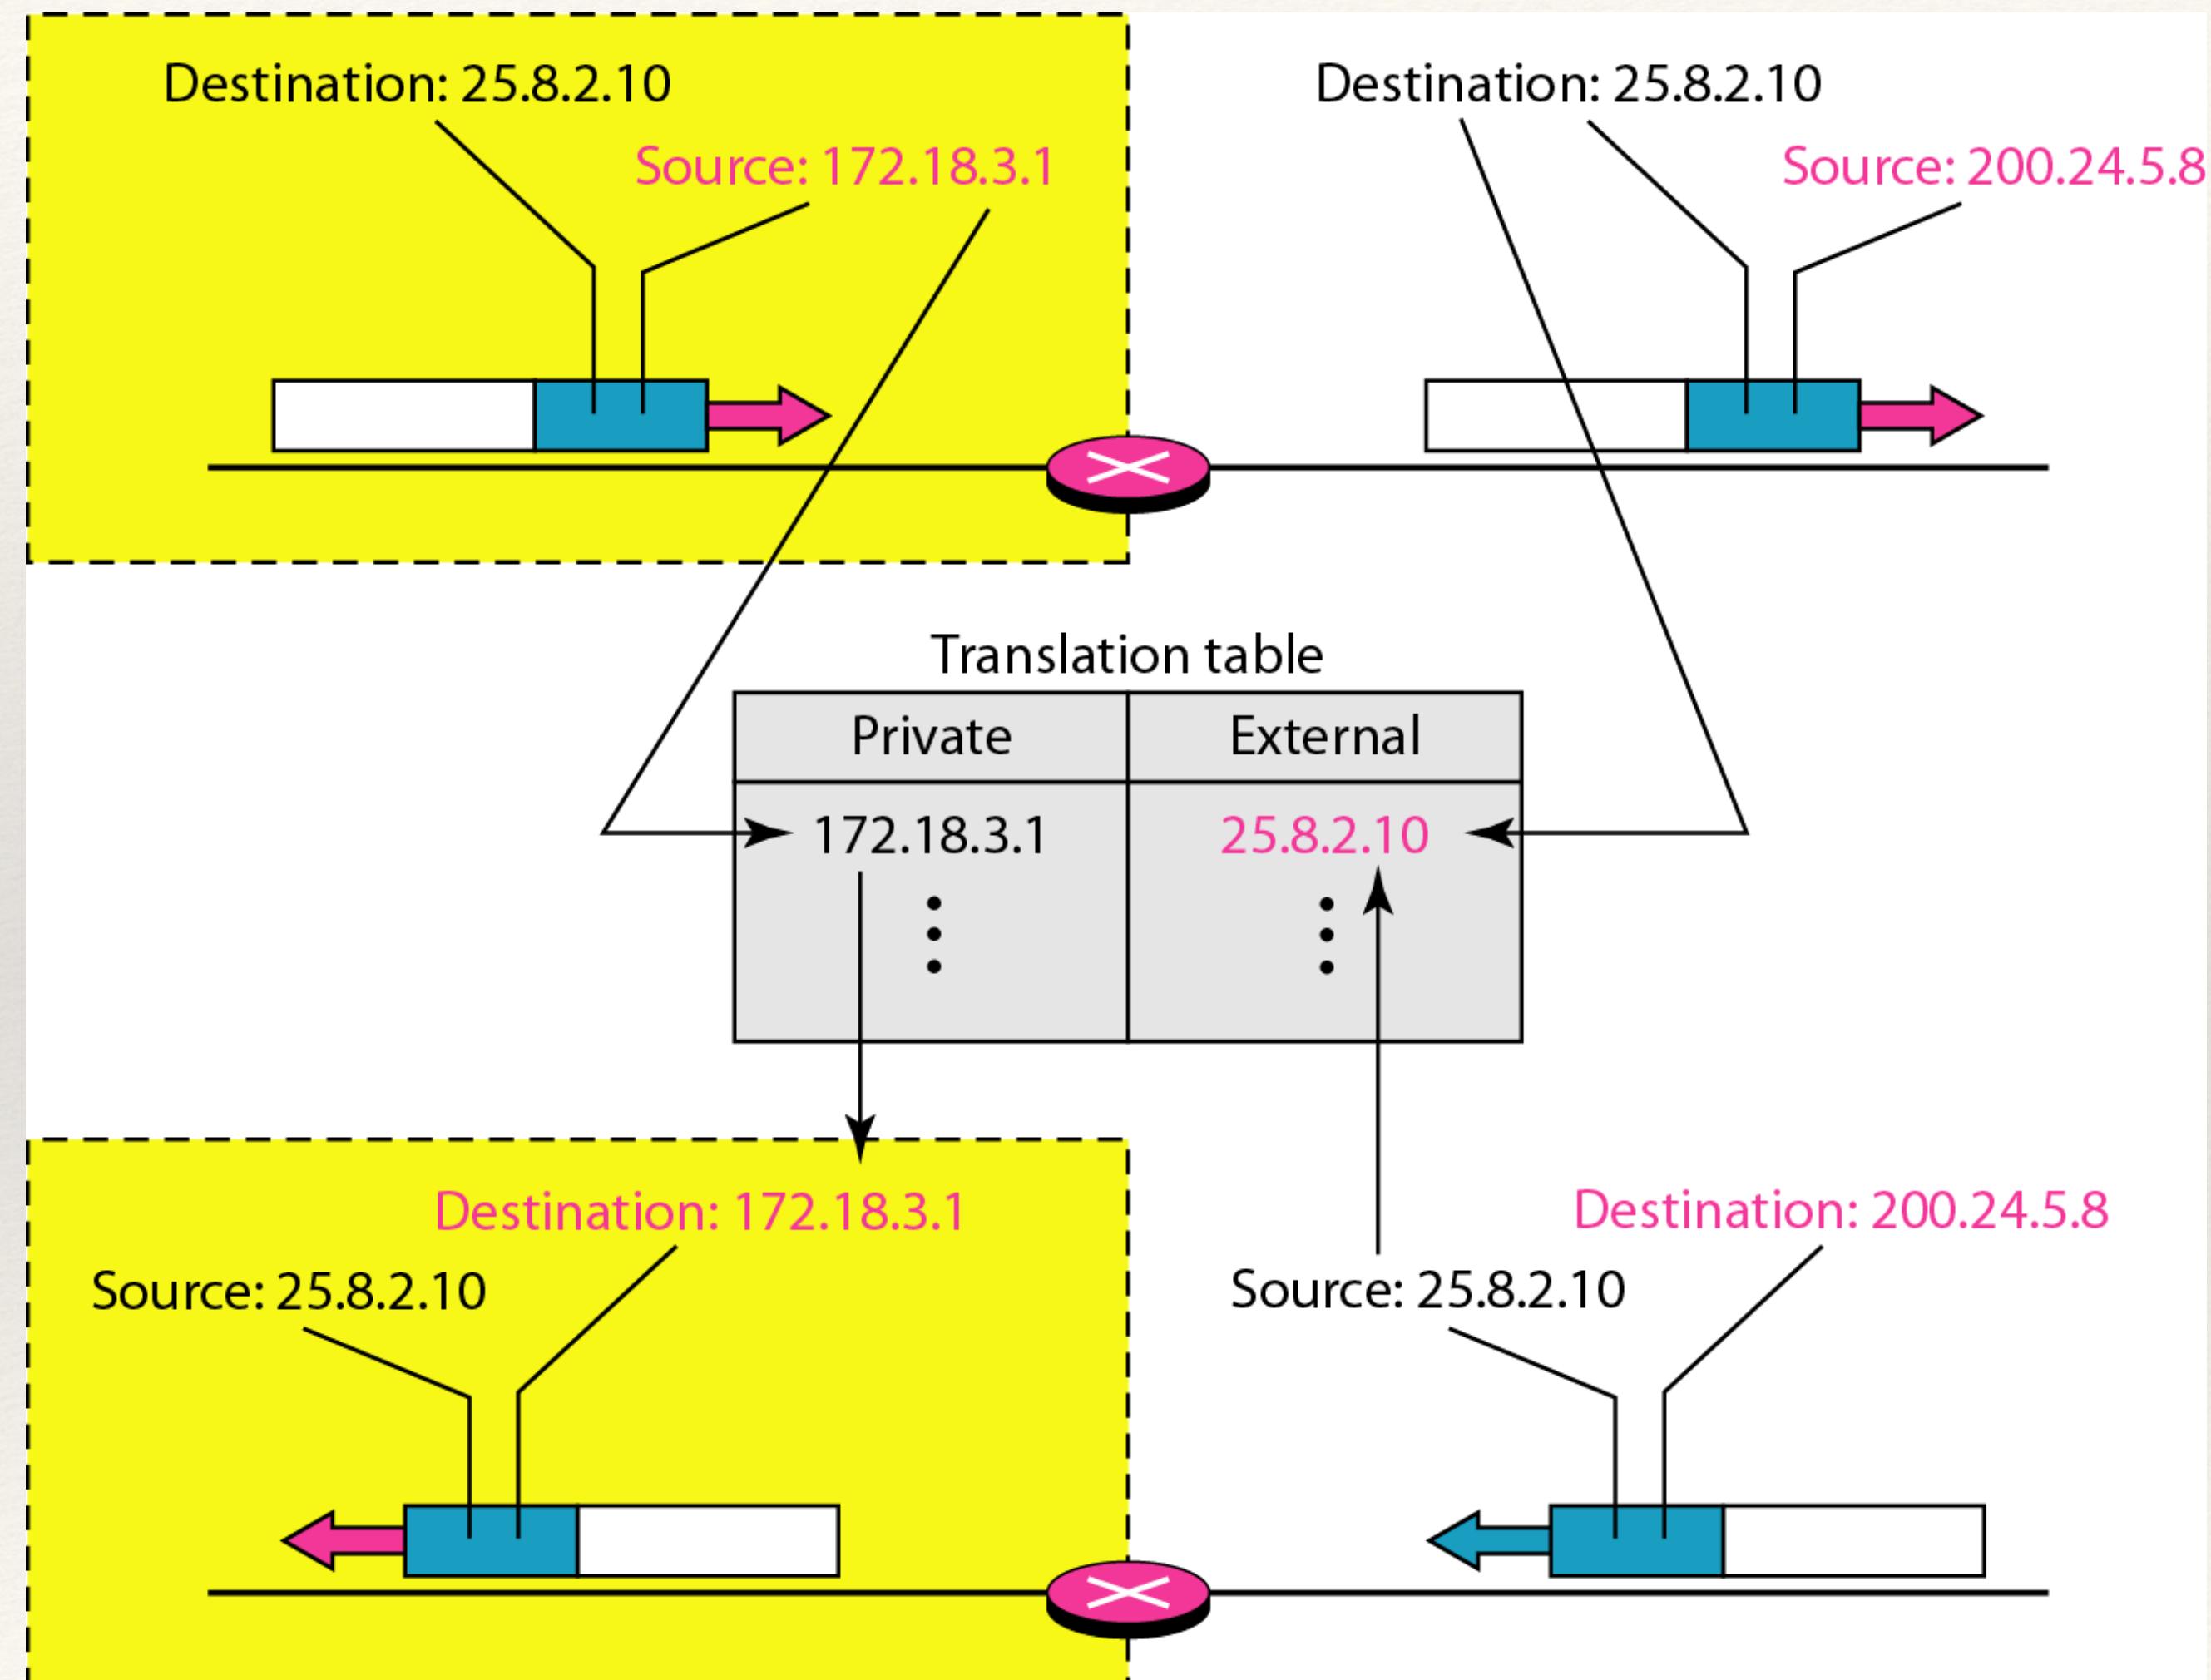 Destination: 25.8.2.10
Source: 172.18.3.1
Destination: 25.8.2.10
Source: 200.24.5.8
Translation table
Private
External
172.18.3.1
25.8.2.10
Destination: 172.18.3.1
Source: 25.8.2.10
Destination: 200.24.5.8
Source: 25.8.2.10